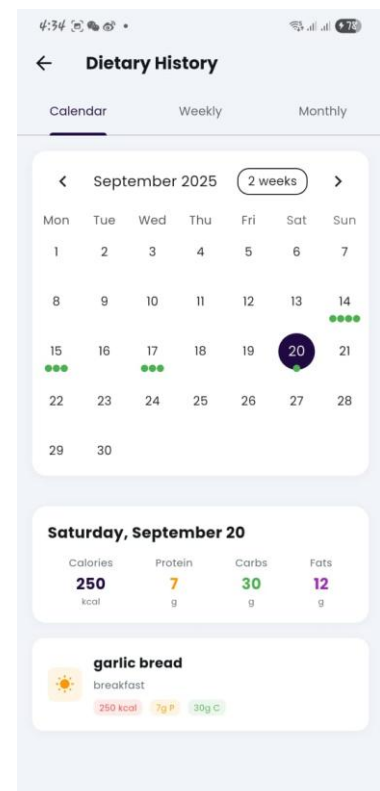 4:34
78
Dietary History
Calendar Weekly Monthly
September 2025 2 weeks
Mon Tue Wed Thu Fri Sat Sun
1 2 3 4 5 6 7
8 9 10 11 12 13 14
15 16 17 18 19 20 21
22 23 24 25 26 27 28
29 30
Saturday, September 20
Calories Protein Carbs Fats
250 7 30 12
kcal g g g
garlic bread
breakfast
250 kcal 7g P 30g C